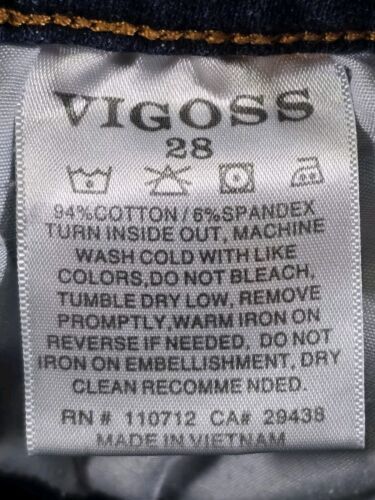 VIGOSS
28
94%COTTON / 6%SPANDEX
TURN INSIDE OUT, MACHINE
WASH COLD WITH LIKE
COLORS,DO NOT BLEACH,
TUMBLE DRY LOW, REMOVE
PROMPTLY,WARM IRON ON
REVERSE IF NEEDED, DO NOT
IRON ON EMBELLISHMENT, DRY
CLEAN RECOMME NDED.
RN # 110712 CA# 29438
MADE IN VIETNAM